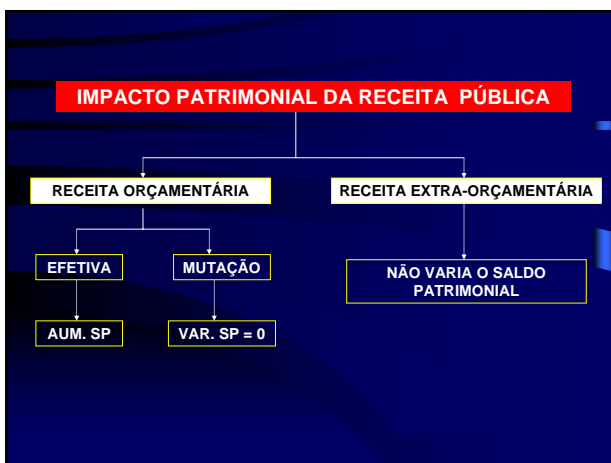 IMPACTO PATRIMONIAL DA RECEITA PÚBLICA
RECEITA ORÇAMENTÁRIA
RECEITA EXTRA-ORÇAMENTÁRIA
EFETIVA
MUTAÇÃO
NÃO VARIA O SALDO
PATRIMONIAL
AUM. SP
VAR. SP = 0